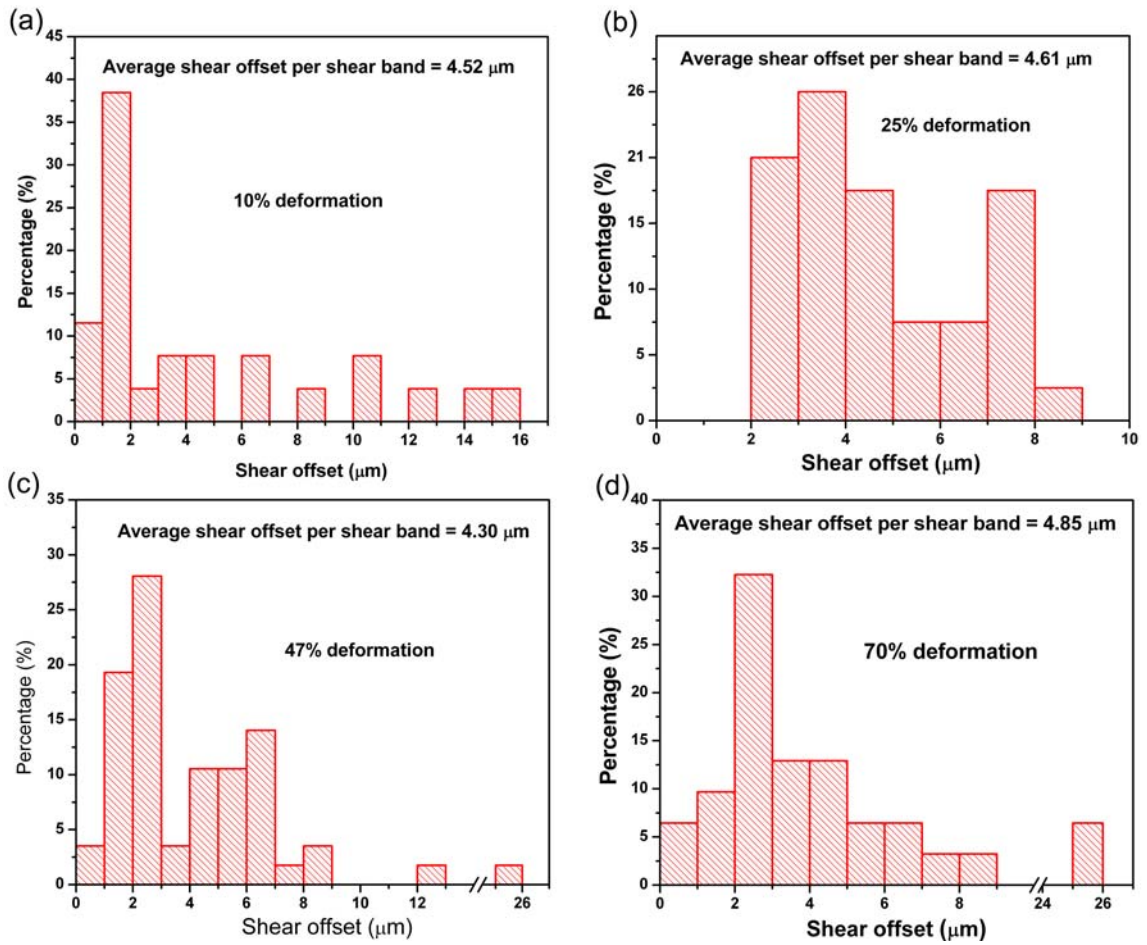 (a)
Average shear offset per shear band = 4.52 μm
10% deformation
Percentage (%)
45
40
35
30
25
20
15
10
5
0
0 2 4 6 8 10 12 14 16
Shear offset (μm)
(b)
Average shear offset per shear band = 4.61 μm
25% deformation
Percentage (%)
26
21
16
10
5
0
0 2 4 6 8 10
Shear offset (μm)
(c)
Average shear offset per shear band = 4.30 μm
47% deformation
Percentage (%)
35
30
25
20
15
10
5
0
0 2 4 6 8 10 12 26
Shear offset (μm)
(d)
Average shear offset per shear band = 4.85 μm
70% deformation
Percentage (%)
40
35
30
25
20
15
10
5
0
0 2 4 6 8 24 26
Shear offset (μm)